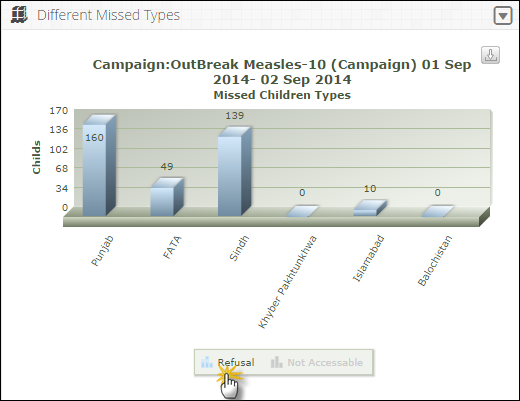 Different Missed Types
Campaign:OutBreak Measles-10 (Campaign) 01 Sep
2014- 02 Sep 2014
Missed Children Types
Childs
170
136
102
68
34
0
160
49
139
0
10
0
Punjab
FATA
Sindh
Khyber Pakhtunkhwa
Islamabad
Balochistan
Refusal Not Accessable